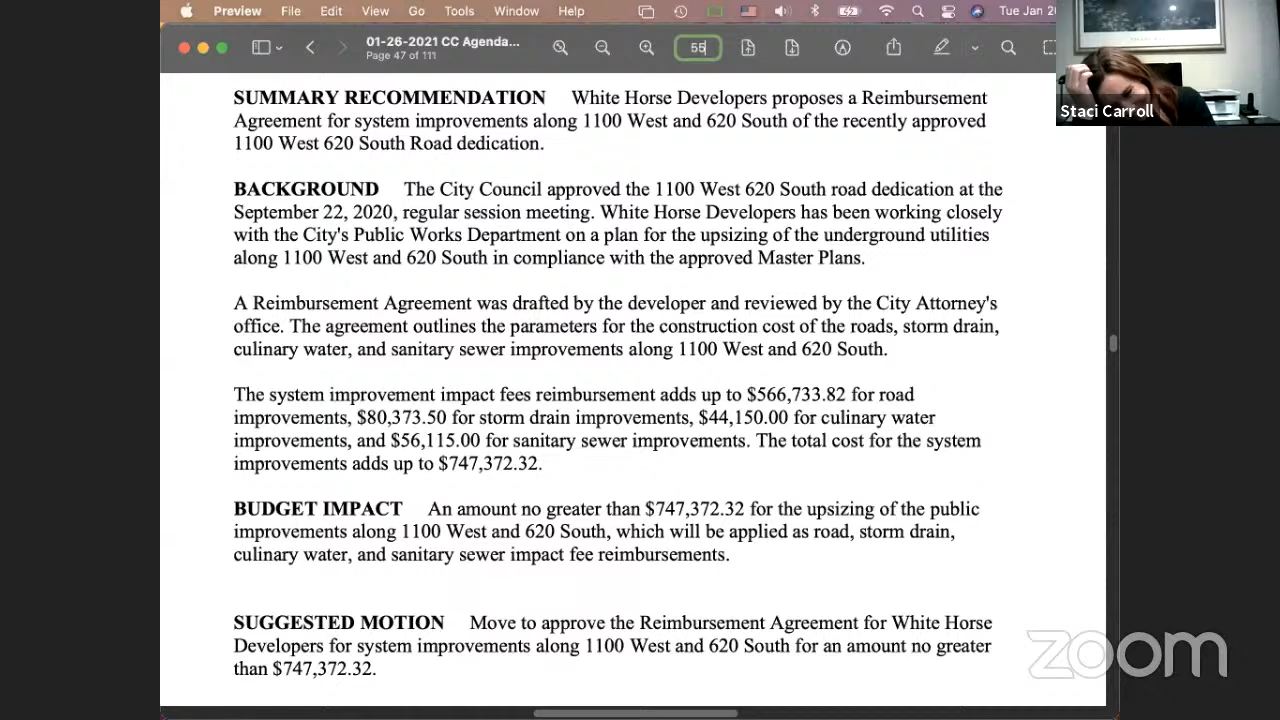 Preview File Edit View Go Tools Window Help Tue Jan 20
01-26-2021 CC Agenda...
Page 47 of 111
55
Staci Carroll
SUMMARY RECOMMENDATION White Horse Developers proposes a Reimbursement
Agreement for system improvements along 1100 West and 620 South of the recently approved
1100 West 620 South Road dedication.
BACKGROUND The City Council approved the 1100 West 620 South road dedication at the
September 22, 2020, regular session meeting. White Horse Developers has been working closely
with the City's Public Works Department on a plan for the upsizing of the underground utilities
along 1100 West and 620 South in compliance with the approved Master Plans.
A Reimbursement Agreement was drafted by the developer and reviewed by the City Attorney's
office. The agreement outlines the parameters for the construction cost of the roads, storm drain,
culinary water, and sanitary sewer improvements along 1100 West and 620 South.
The system improvement impact fees reimbursement adds up to $566,733.82 for road
improvements, $80,373.50 for storm drain improvements, $44,150.00 for culinary water
improvements, and $56,115.00 for sanitary sewer improvements. The total cost for the system
improvements adds up to $747,372.32.
BUDGET IMPACT An amount no greater than $747,372.32 for the upsizing of the public
improvements along 1100 West and 620 South, which will be applied as road, storm drain,
culinary water, and sanitary sewer impact fee reimbursements.
SUGGESTED MOTION Move to approve the Reimbursement Agreement for White Horse
Developers for system improvements along 1100 West and 620 South for an amount no greater
than $747,372.32.
zoom